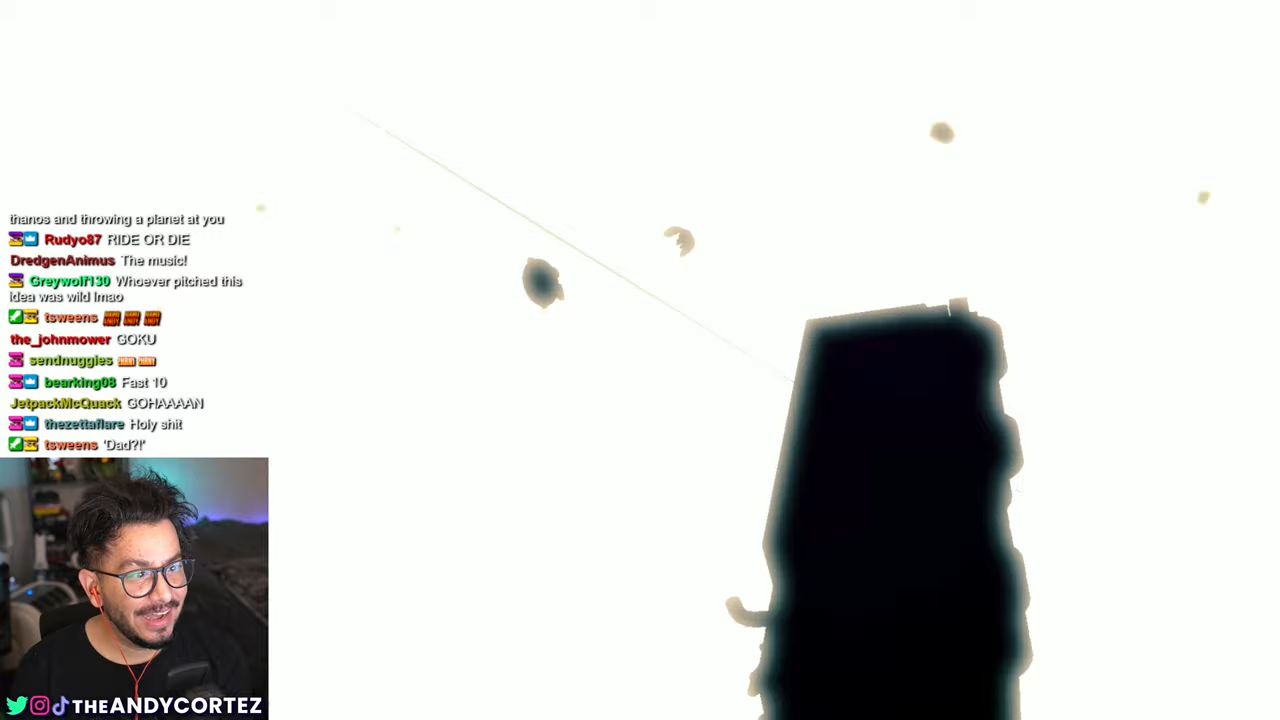 thanos and throwing a planet at you
Rudyo87 RIDE OR DIE
DredgenAnimus The music!
Greywolf130 Whoever pitched this
idea was wild lmao
tsweens
the_johnmower GOKU
sendnuggies
bearking08 Fast 10
JetpackMcQuack GOHAAAAN
thezettaflare Holy shit
tsweens 'Dad?!'
THEANDYCORTEZ